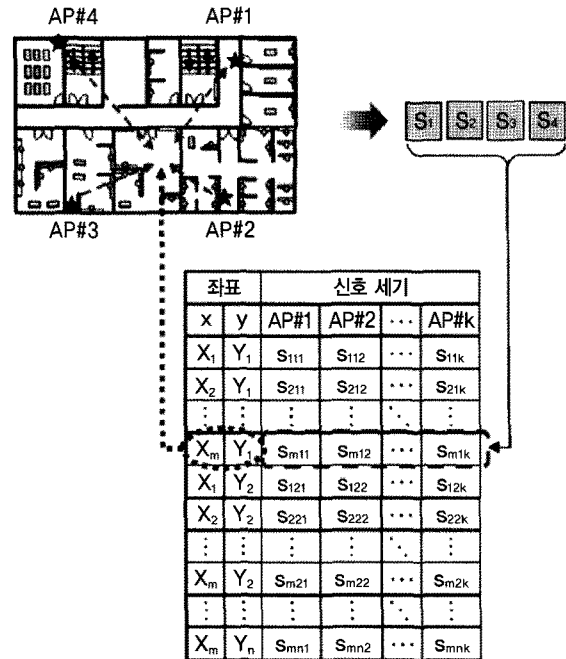 AP#4 AP#1
S₁ S₂ S₃ S₄
AP#3 AP#2
좌표 신호 세기
x y AP#1 AP#2 ⋯ AP#k
X₁ Y₁ S₁₁₁ S₁₁₂ ⋯ S₁₁ₖ
X₂ Y₁ S₂₁₁ S₂₁₂ ⋯ S₂₁ₖ
⋮ ⋮ ⋮ ⋮ ⋱ ⋮
Xₘ Y₁ Sₘ₁₁ Sₘ₁₂ ⋯ Sₘ₁ₖ
X₁ Y₂ S₁₂₁ S₁₂₂ ⋯ S₁₂ₖ
X₂ Y₂ S₂₂₁ S₂₂₂ ⋯ S₂₂ₖ
⋮ ⋮ ⋮ ⋮ ⋱ ⋮
Xₘ Y₂ Sₘ₂₁ Sₘ₂₂ ⋯ Sₘ₂ₖ
⋮ ⋮ ⋮ ⋮ ⋱ ⋮
Xₘ Yₙ Sₘₙ₁ Sₘₙ₂ ⋯ Sₘₙₖ